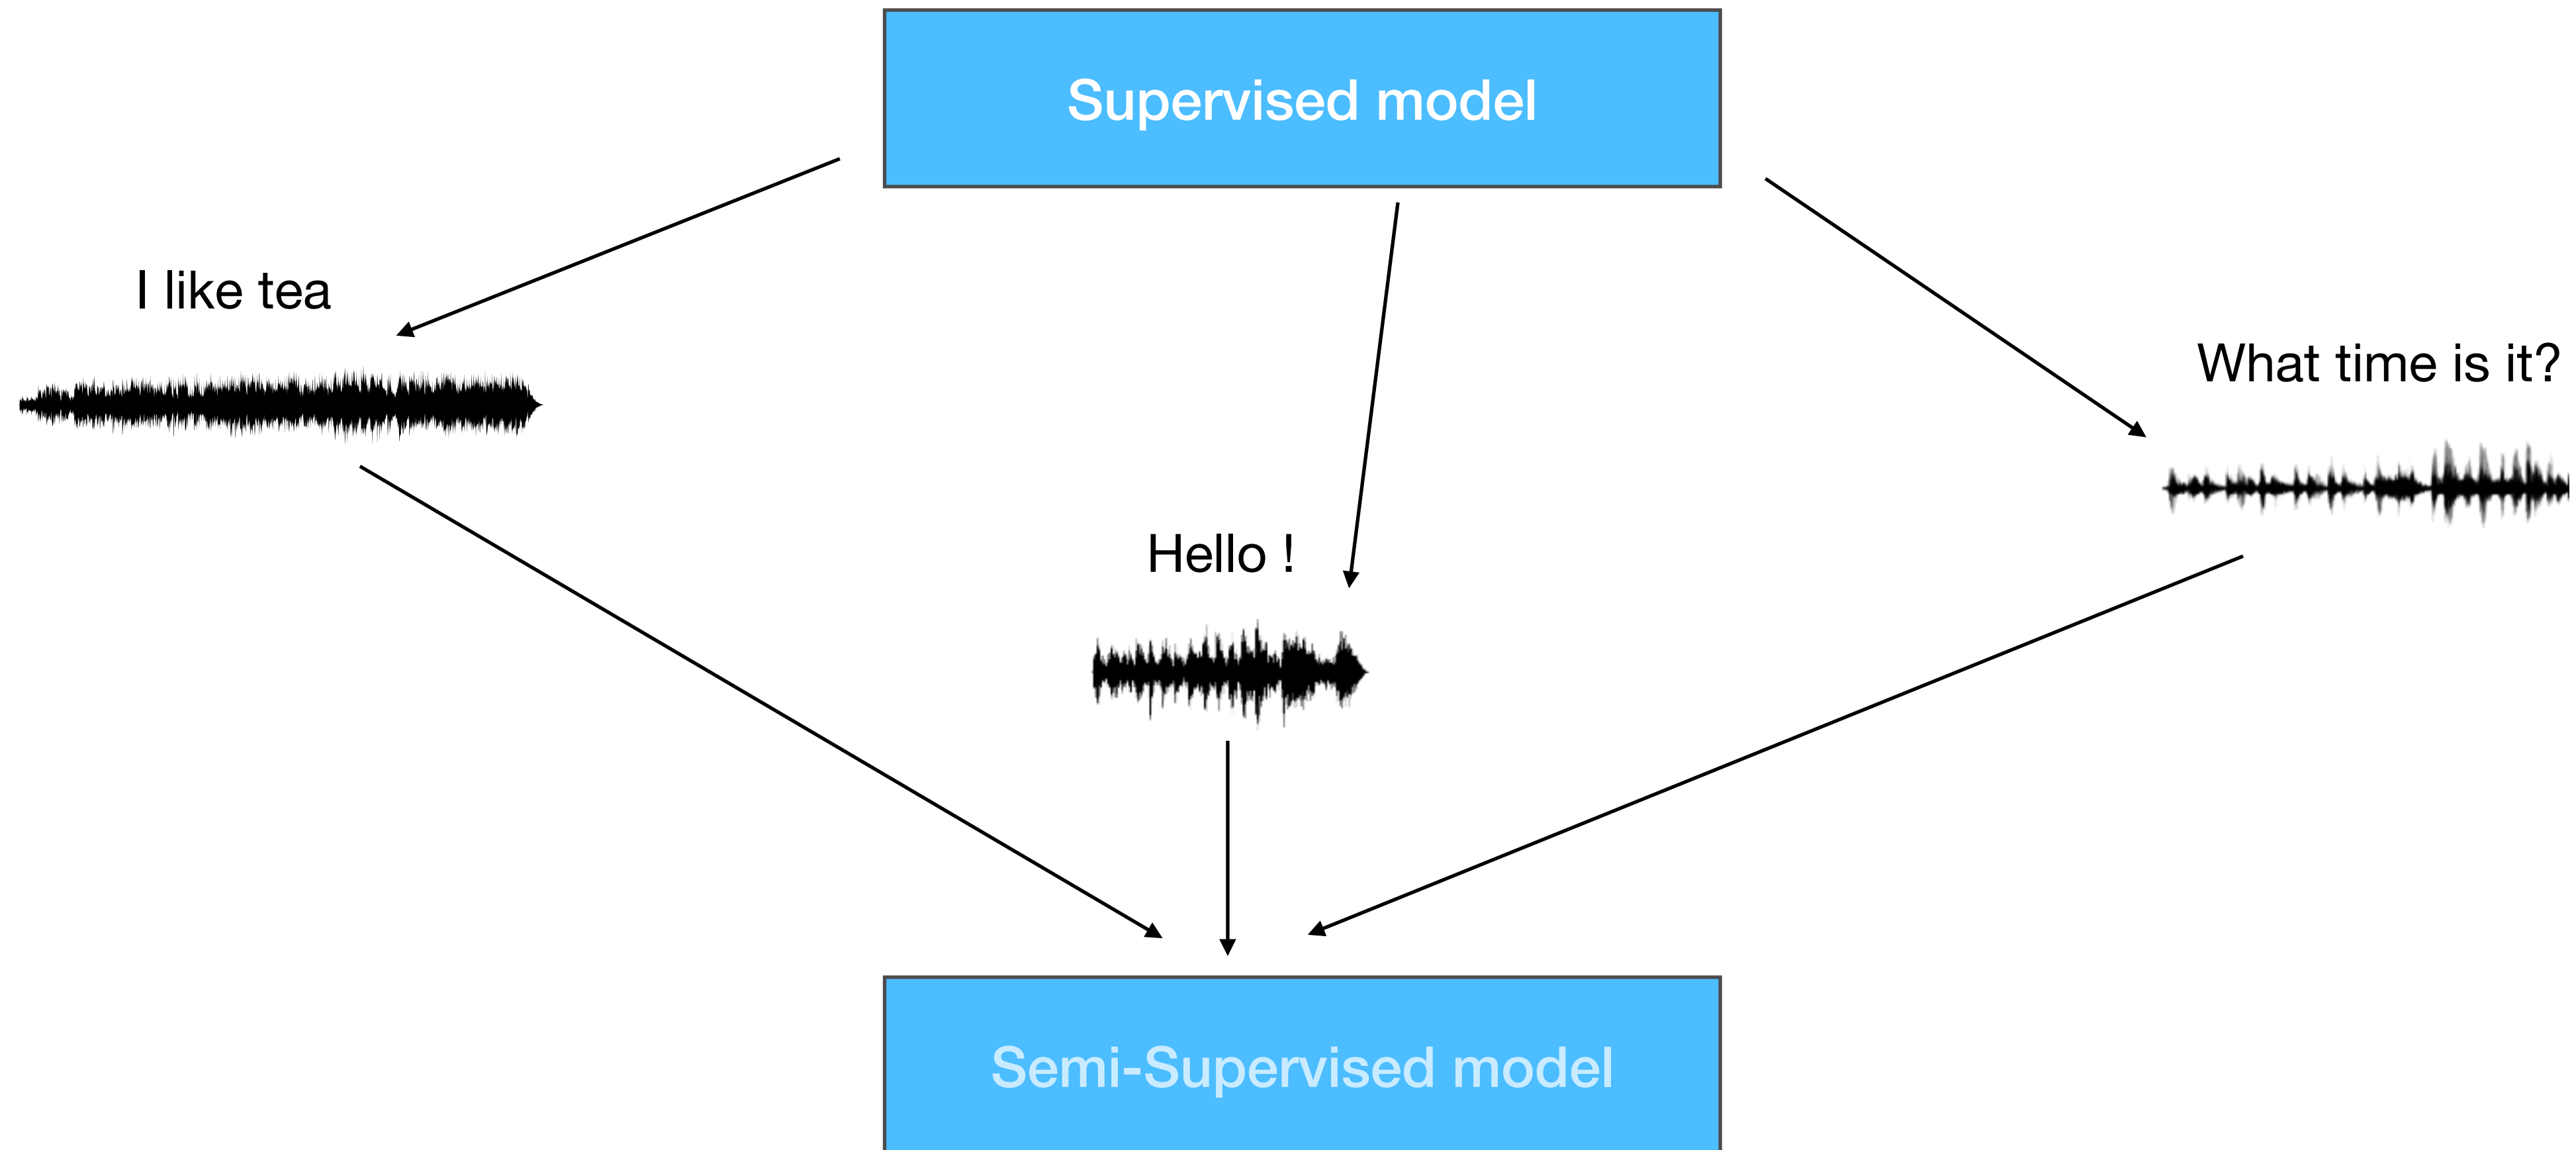 Supervised model
I like tea
What time is it?
Hello !
Semi-Supervised model